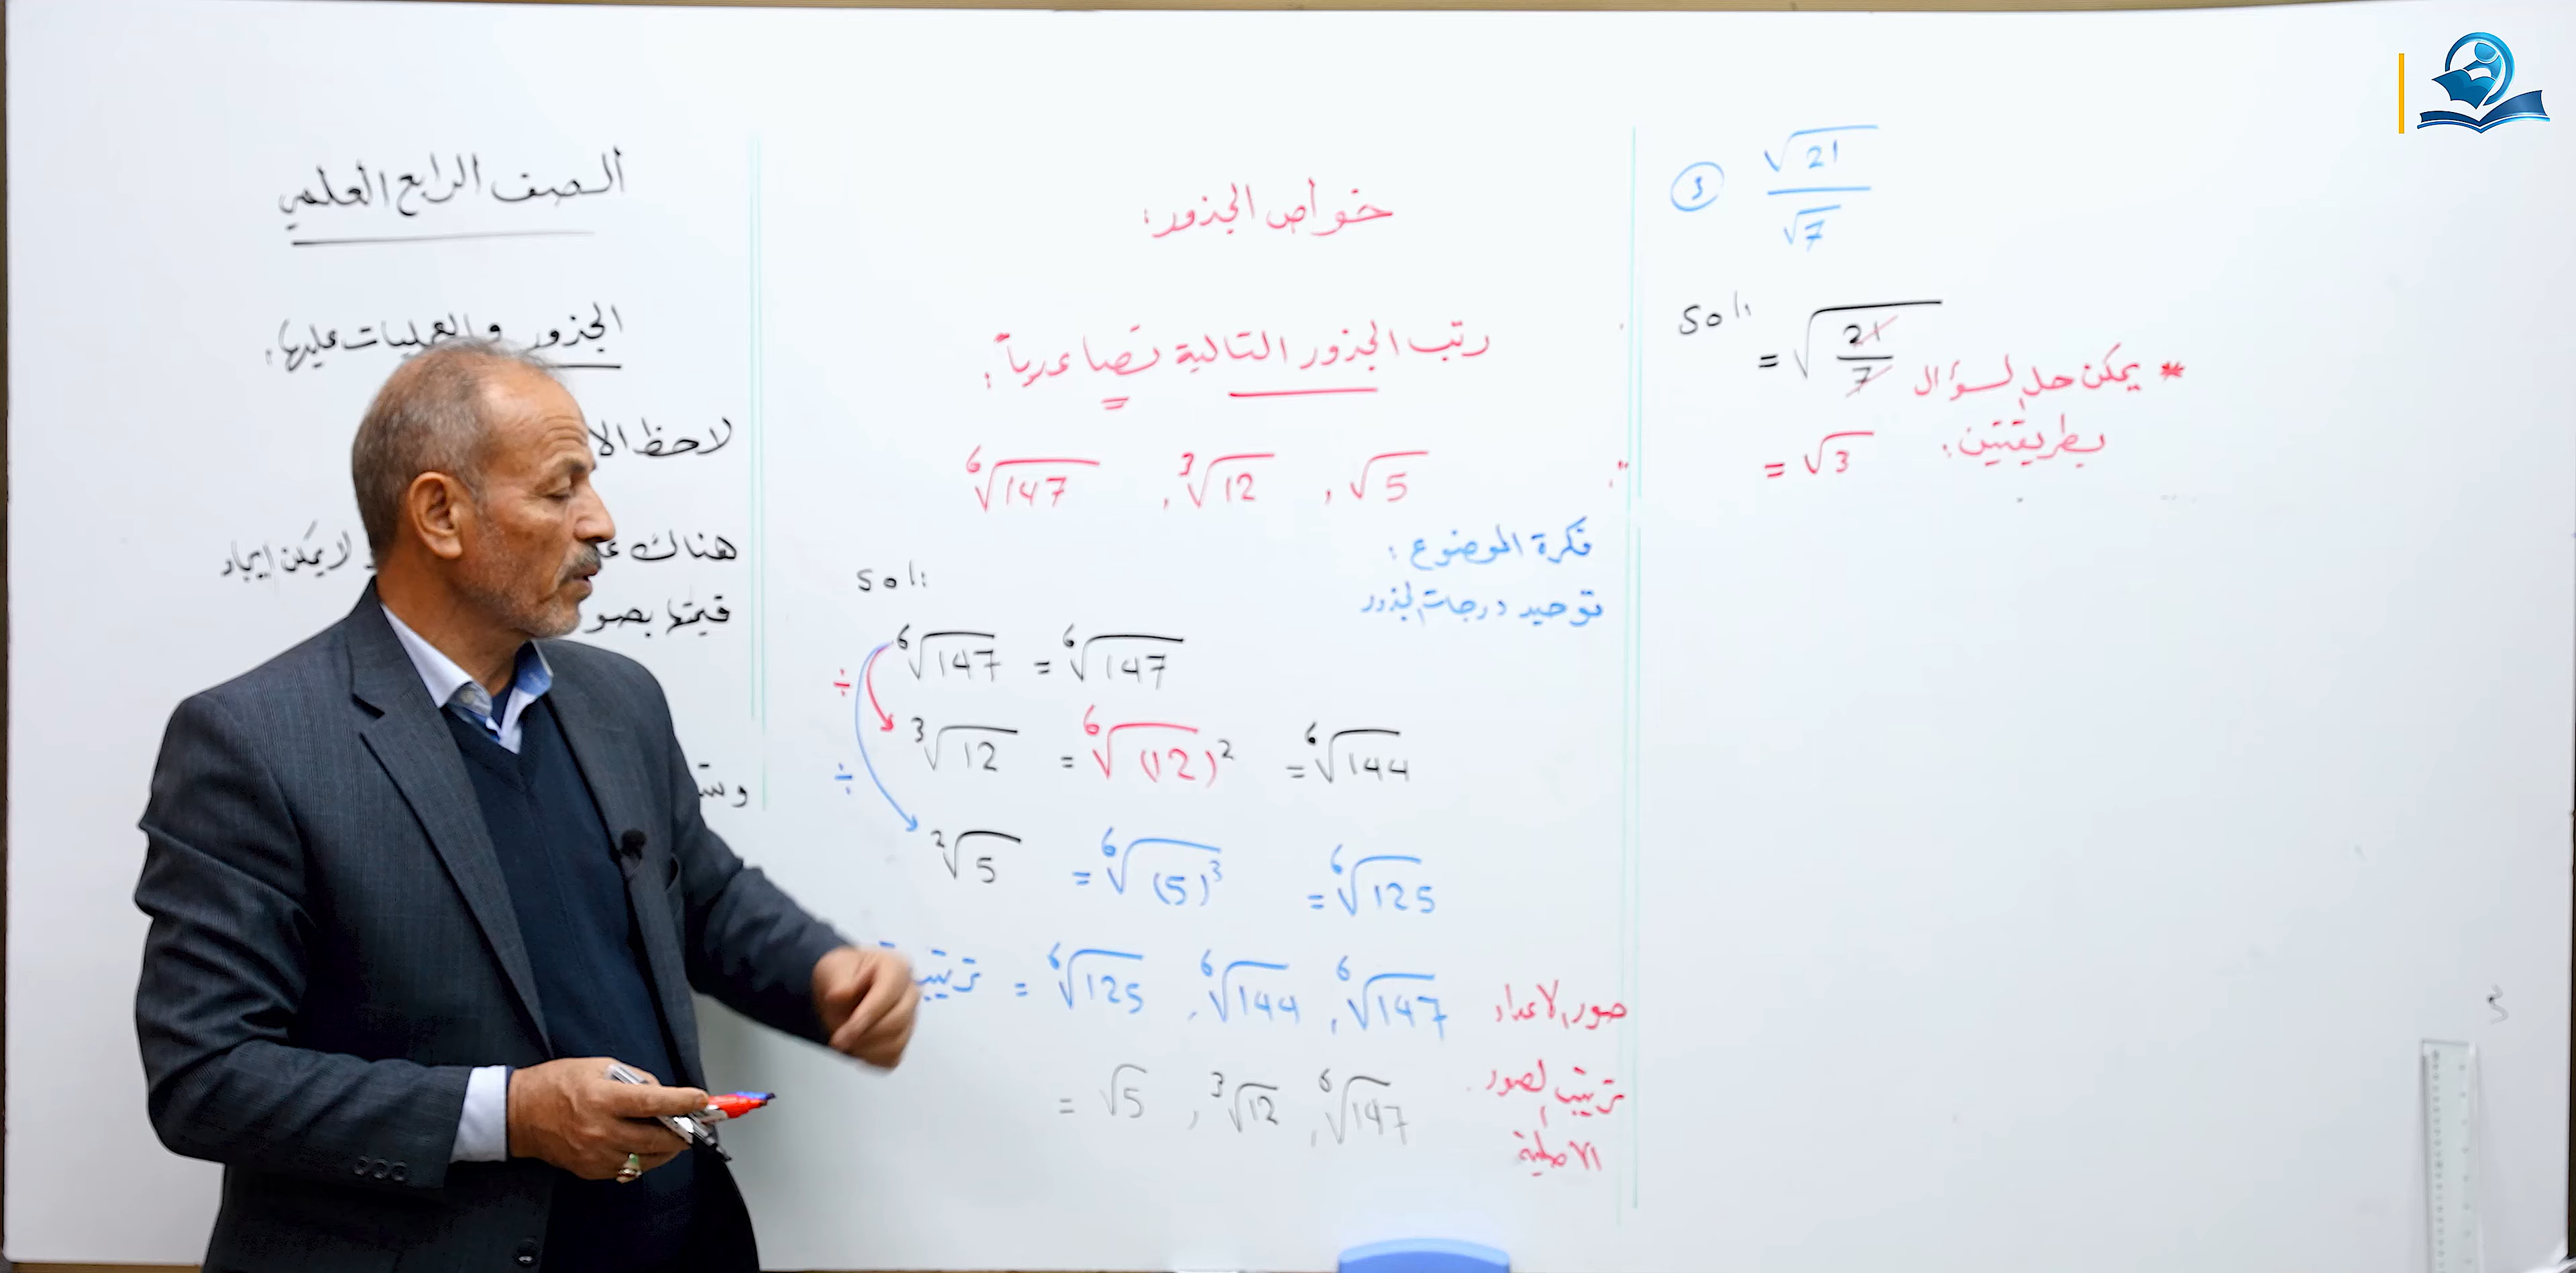 الصف الرابع العلمي
الجذور والعمليات عليها:
لاحظ الا
هناك
لا يمكن ايجاد
قيمتها بصو
وسـ
خواص الجذور:
رتب الجذور التالية تصاعدياً:
⁶√147 , ³√12 , √5
فكرة الموضوع:
توحيد درجات الجذور
sol:
⁶√147 = ⁶√147
÷
³√12 = ⁶√(12)² = ⁶√144
÷
²√5 = ⁶√(5)³ = ⁶√125
ترتيب = ⁶√125 , ⁶√144 , ⁶√147 صور الاعداد
= √5 , ³√12 , ⁶√147 ترتيب الصور
الاصلية
③ √21 / √7
sol:
= √(21/7)
= √3
* يمكن حل السؤال
بطريقتين: